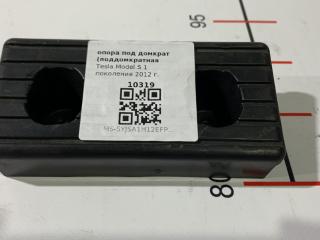 95
опора под домкрат
(поддомкратная
Tesla Model S 1
поколения 2012 г.
10319
80